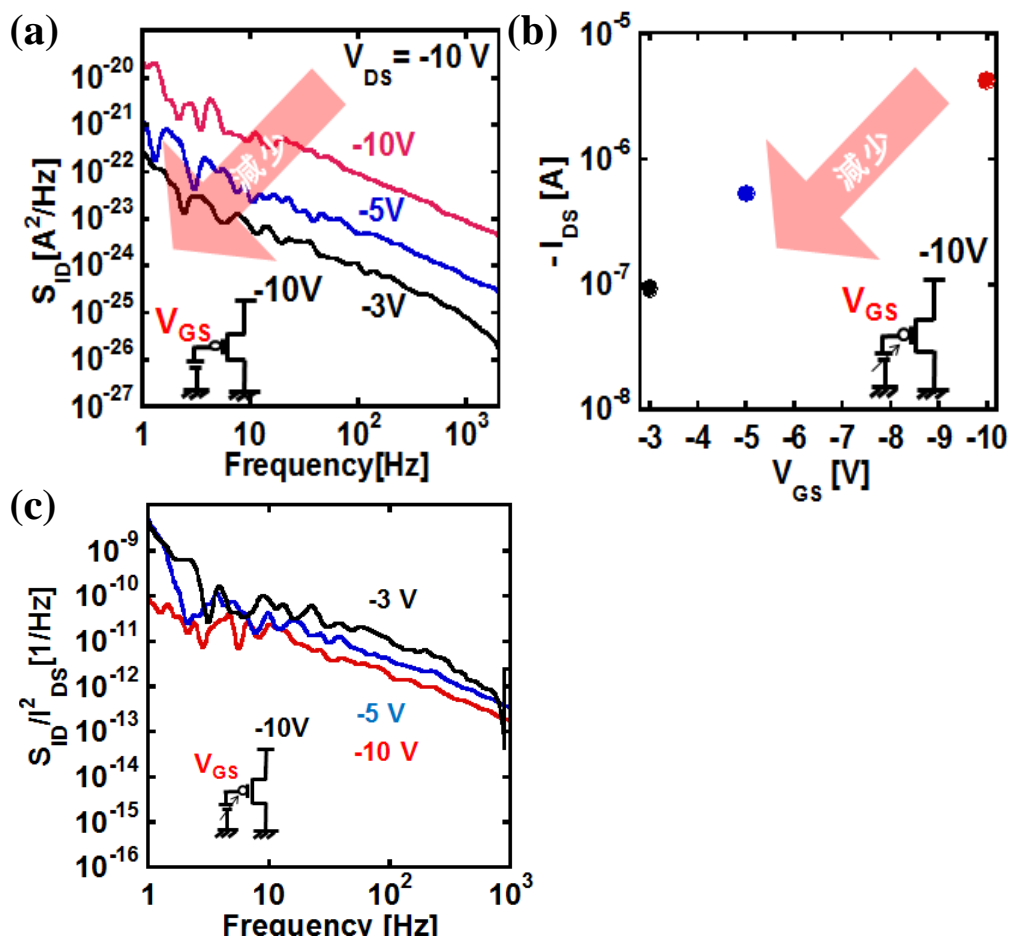 (a)
V_DS = -10 V
10^-20
10^-21
10^-22
10^-23
10^-24
10^-25
10^-26
10^-27
S_ID[A^2/Hz]
減少
-10V
-5V
-3V
-10V
V_GS
1 10 10^2 10^3
Frequency[Hz]
(b)
10^-5
10^-6
10^-7
10^-8
- I_DS [A]
減少
-10V
V_GS
-3 -4 -5 -6 -7 -8 -9 -10
V_GS [V]
(c)
10^-9
10^-10
10^-11
10^-12
10^-13
10^-14
10^-15
10^-16
S_ID/I^2_DS[1/Hz]
-3 V
-5 V
-10 V
-10V
V_GS
1 10 10^2 10^3
Frequency [Hz]